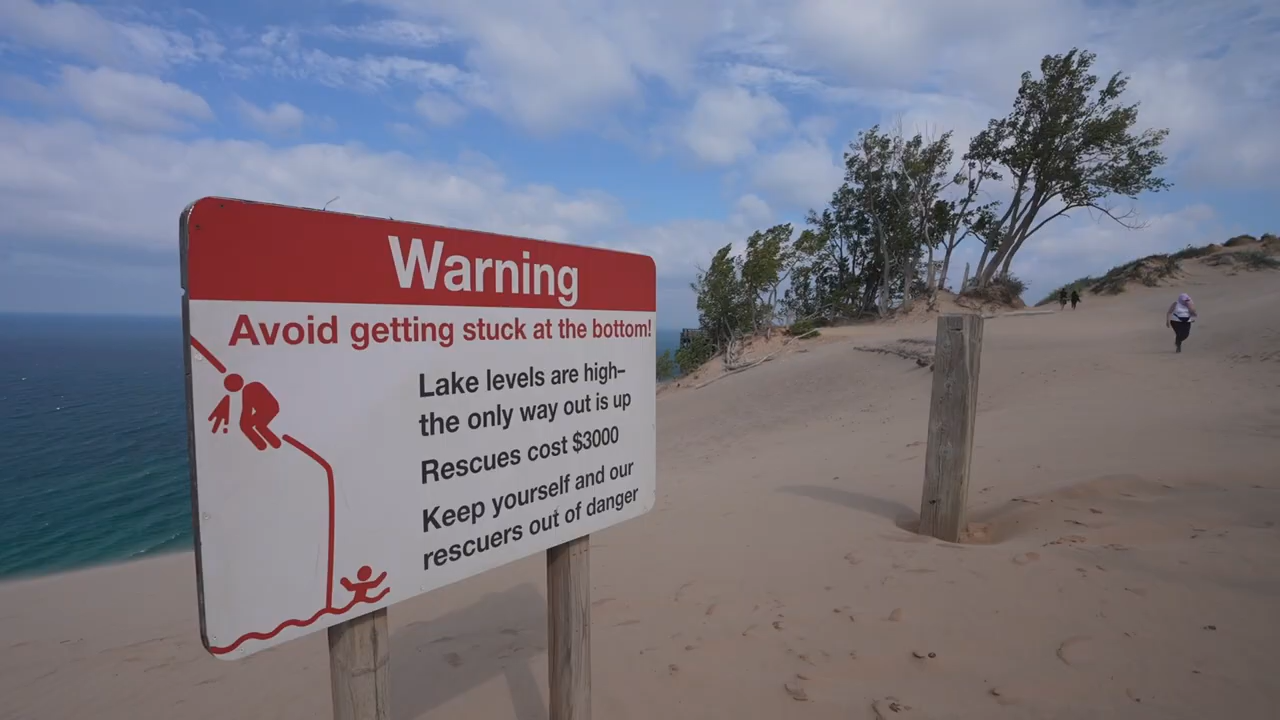 Warning
Avoid getting stuck at the bottom!
Lake levels are high–
the only way out is up
Rescues cost $3000
Keep yourself and our
rescuers out of danger